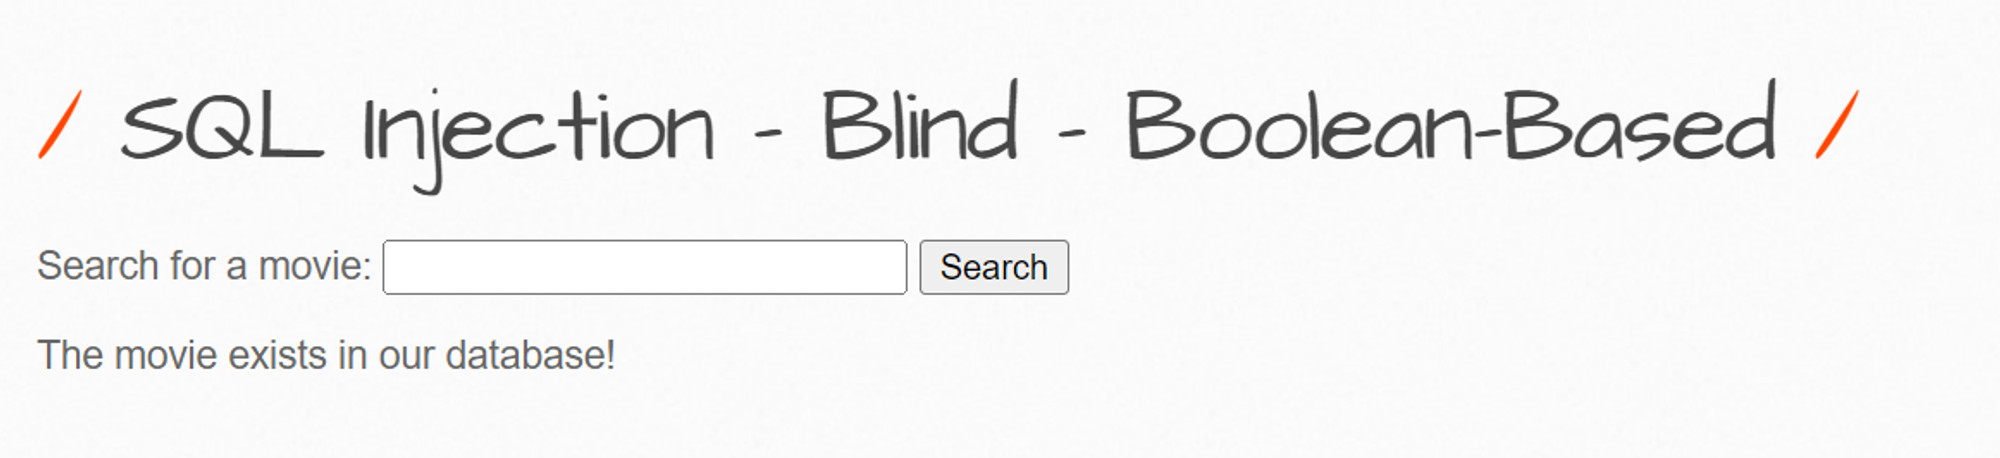 / SQL Injection - Blind - Boolean-Based /
Search for a movie: Search
The movie exists in our database!